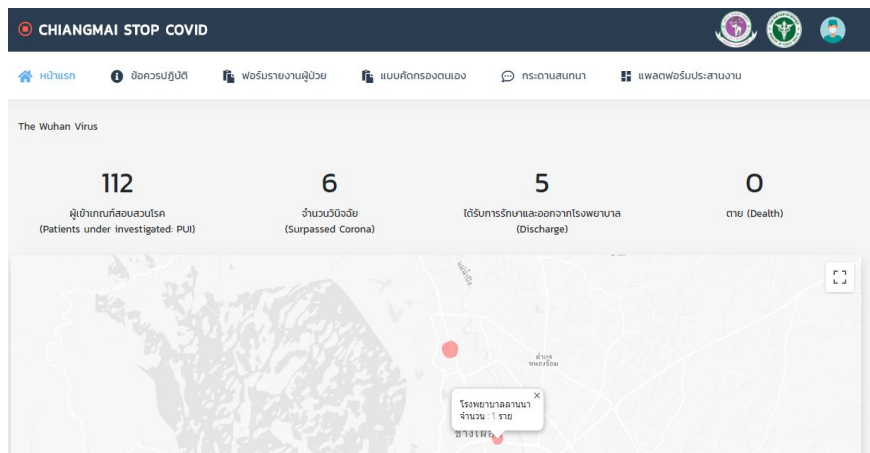 CHIANGMAI STOP COVID
หน้าแรก ข้อควรปฏิบัติ ฟอร์มรายงานผู้ป่วย แบบคัดกรองตนเอง กระดานสนทนา แพลตฟอร์มประสานงาน
The Wuhan Virus
112 6 5 0
ผู้เข้าเกณฑ์สอบสวนโรค จำนวนวินิจฉัย ได้รับการรักษาและออกจากโรงพยาบาล ตาย (Dealth)
(Patients under investigated: PUI) (Surpassed Corona) (Discharge)
ตำบล
หนองจ๊อม
โรงพยาบาลลานนา
จำนวน : 1 ราย